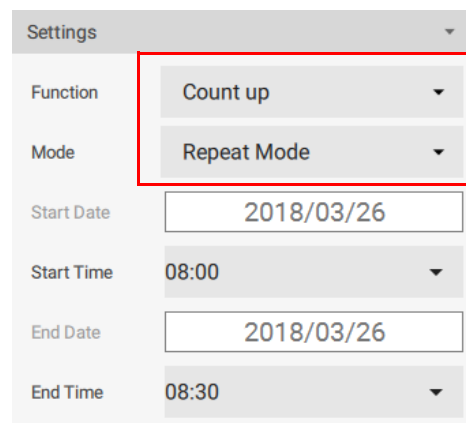 Settings
Function Count up
Mode Repeat Mode
Start Date 2018/03/26
Start Time 08:00
End Date 2018/03/26
End Time 08:30